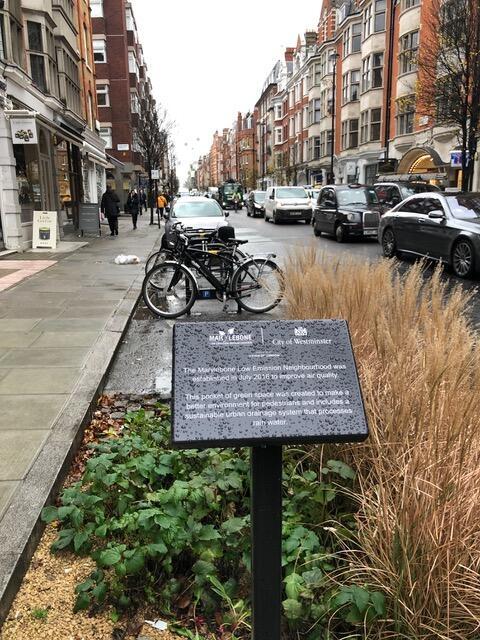 MARYLEBONE
City of Westminster
The Marylebone Low Emission Neighbourhood was
established in July 2016 to improve air quality.
This pocket of green space was created to make a
better environment for pedestrians and includes a
sustainable urban drainage system that processes
rain water.